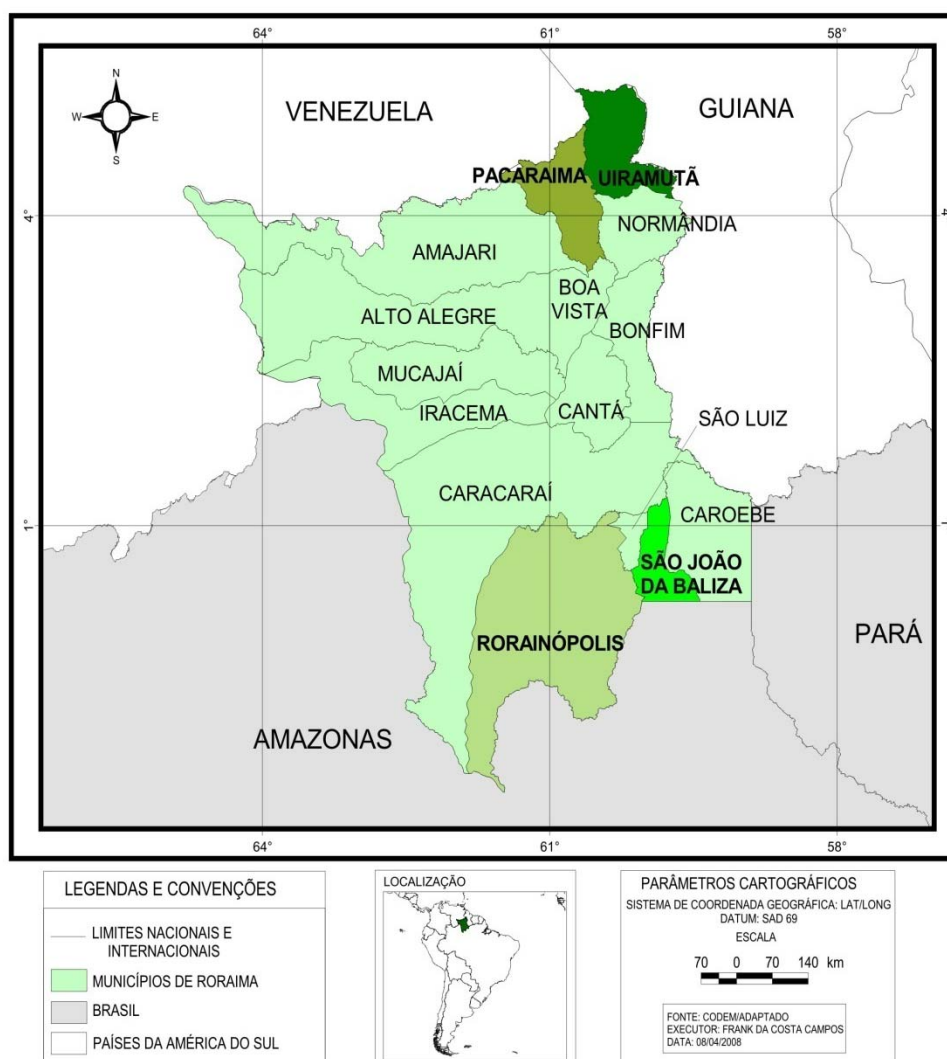 64°
61°
58°
N
W
E
S
VENEZUELA
GUIANA
PACARAIMA
UIRAMUTÃ
4°
NORMÂNDIA
AMAJARI
BOA
VISTA
ALTO ALEGRE
BONFIM
MUCAJAÍ
IRACEMA
CANTÁ
SÃO LUIZ
CARACARAÍ
CAROEBE
1°
SÃO JOÃO
DA BALIZA
RORAINÓPOLIS
PARÁ
AMAZONAS
64°
61°
58°
LEGENDAS E CONVENÇÕES
LIMITES NACIONAIS E
INTERNACIONAIS
MUNICÍPIOS DE RORAIMA
BRASIL
PAÍSES DA AMÉRICA DO SUL
LOCALIZAÇÃO
PARÂMETROS CARTOGRÁFICOS
SISTEMA DE COORDENADA GEOGRÁFICA: LAT/LONG
DATUM: SAD 69
ESCALA
70 0 70 140 km
FONTE: CODEM/ADAPTADO
EXECUTOR: FRANK DA COSTA CAMPOS
DATA: 08/04/2008